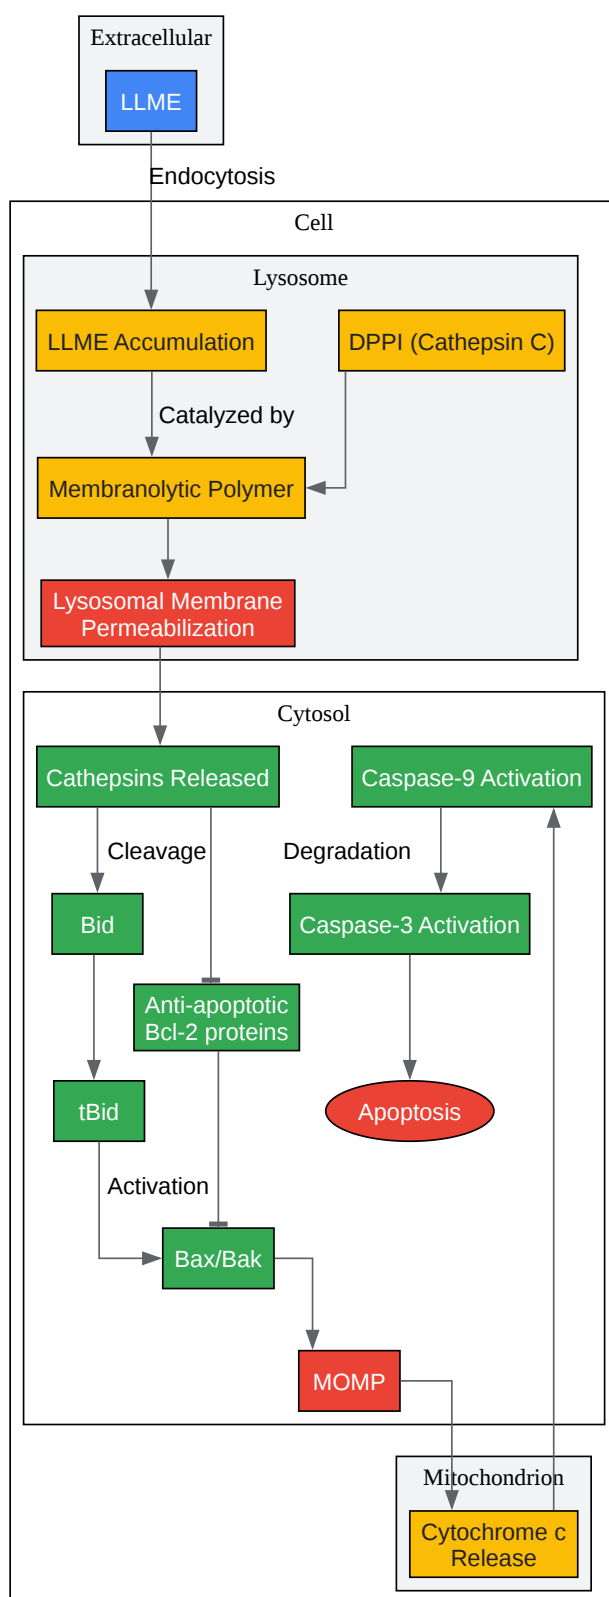 Extracellular
LLME
Endocytosis
Cell
Lysosome
LLME Accumulation
DPPI (Cathepsin C)
Catalyzed by
Membranolytic Polymer
Lysosomal Membrane
Permeabilization
Cytosol
Cathepsins Released
Caspase-9 Activation
Cleavage
Degradation
Bid
Caspase-3 Activation
Anti-apoptotic
Bcl-2 proteins
tBid
Apoptosis
Activation
Bax/Bak
MOMP
Mitochondrion
Cytochrome c
Release